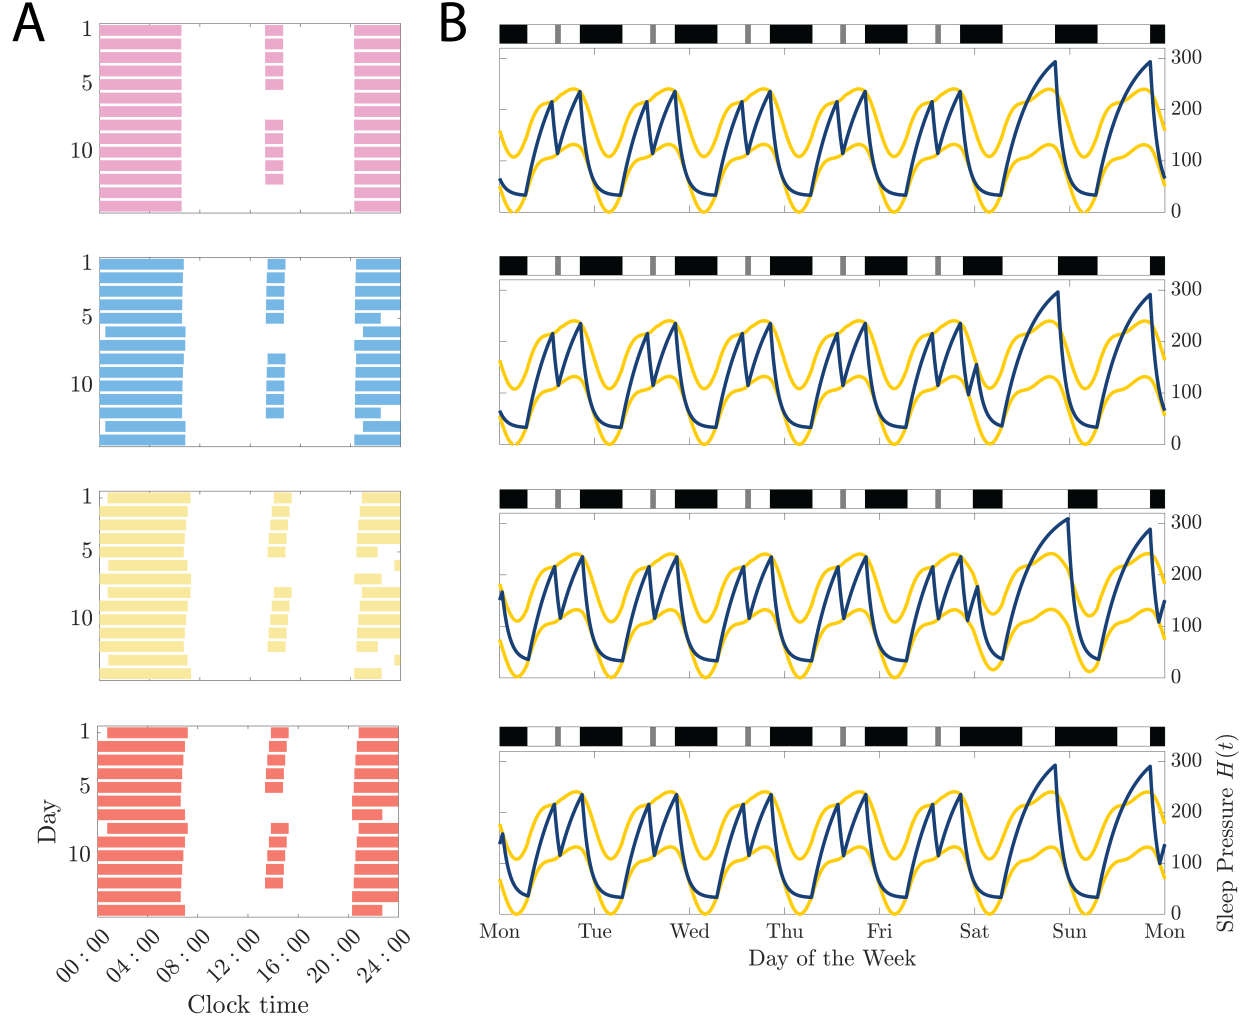 A
B
1
5
10
300
200
100
0
1
5
10
300
200
100
0
1
5
10
300
200
100
0
1
5
10
Day
00 : 00
04 : 00
08 : 00
12 : 00
16 : 00
20 : 00
24 : 00
Clock time
300
200
100
0
Sleep Pressure H(t)
Mon Tue Wed Thu Fri Sat Sun Mon
Day of the Week